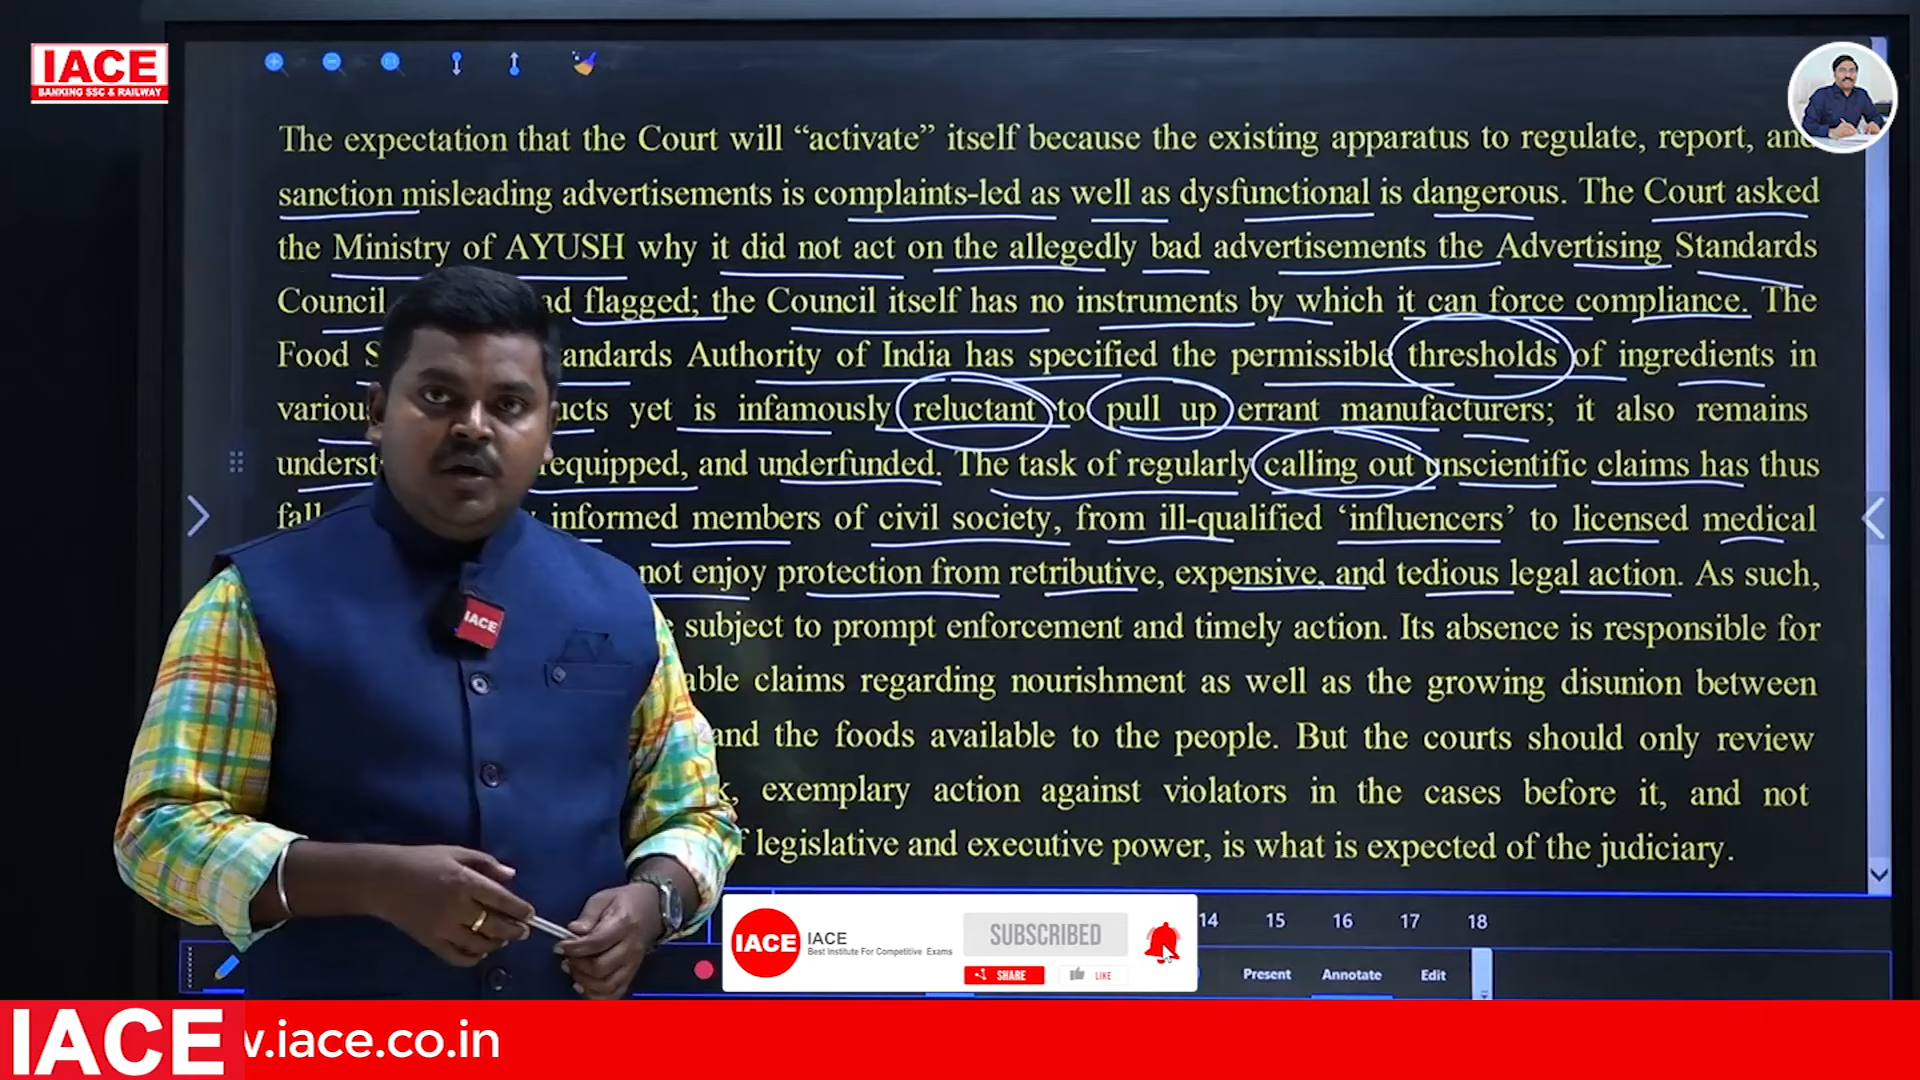 IACE
BANKING SSC & RAILWAY
The expectation that the Court will “activate” itself because the existing apparatus to regulate, report, and
sanction misleading advertisements is complaints-led as well as dysfunctional is dangerous. The Court asked
the Ministry of AYUSH why it did not act on the allegedly bad advertisements the Advertising Standards
Council flagged; the Council itself has no instruments by which it can force compliance. The
Food Authority of India has specified the permissible thresholds of ingredients in
yet is infamously reluctant to pull up errant manufacturers; it also remains
and underfunded. The task of regularly calling out unscientific claims has thus
informed members of civil society, from ill-qualified ‘influencers’ to licensed medical
not enjoy protection from retributive, expensive, and tedious legal action. As such,
subject to prompt enforcement and timely action. Its absence is responsible for
claims regarding nourishment as well as the growing disunion between
and the foods available to the people. But the courts should only review
exemplary action against violators in the cases before it, and not
legislative and executive power, is what is expected of the judiciary.
IACE
14 15 16 17 18
IACE
IACE
Best Institute For Competitive Exams
SUBSCRIBED
SHARE
LIKE
Present Annotate Edit
IACE
.iace.co.in